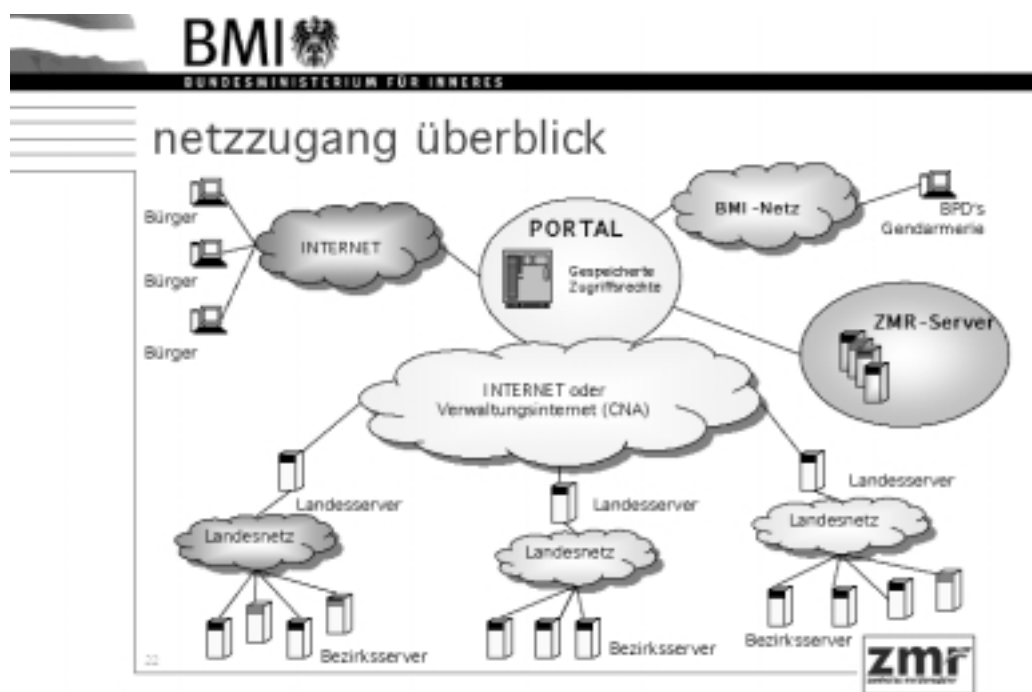 BMI
BUNDESMINISTERIUM FÜR INNERES
netzzugang überblick
Bürger
Bürger
Bürger
INTERNET
PORTAL
Gespeicherte
Zugriffsrechte
BMI -Netz
BPD's
Gendarmerie
ZMR-Server
INTERNET oder
Verwaltungsinternet (CNA)
Landesserver
Landesserver
Landesserver
Landesnetz
Landesnetz
Landesnetz
Bezirksserver
Bezirksserver
Bezirksserver
22
zmr